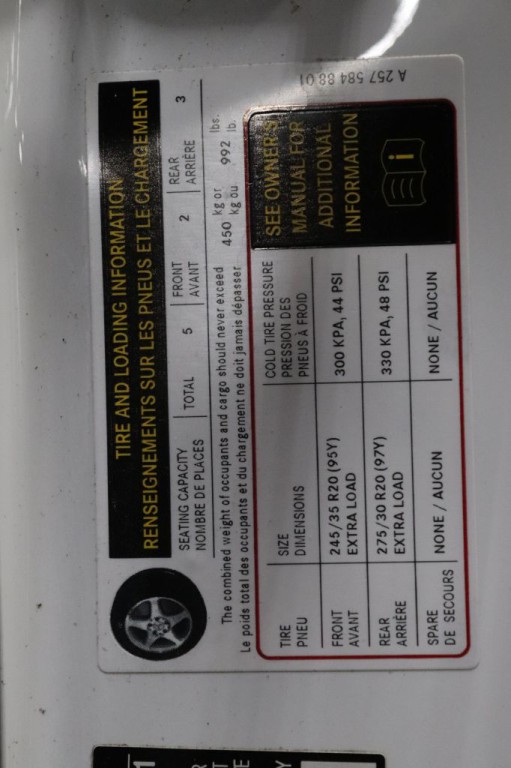 TIRE AND LOADING INFORMATION
RENSEIGNEMENTS SUR LES PNEUS ET LE CHARGEMENT
SEATING CAPACITY
NOMBRE DE PLACES
TOTAL 5
FRONT
AVANT
2
REAR
ARRIÈRE
3
The combined weight of occupants and cargo should never exceed 450 kg or 992 lbs.
Le poids total des occupants et du chargement ne doit jamais dépasser kg ou lb.
TIRE
PNEU
SIZE
DIMENSIONS
COLD TIRE PRESSURE
PRESSION DES
PNEUS À FROID
SEE OWNER'S
MANUAL FOR
ADDITIONAL
INFORMATION
i
FRONT
AVANT
245/35 R20 (95Y)
EXTRA LOAD
300 KPA, 44 PSI
REAR
ARRIÈRE
275/30 R20 (97Y)
EXTRA LOAD
330 KPA, 48 PSI
SPARE
DE SECOURS
NONE / AUCUN
NONE / AUCUN
A 257 584 88 01